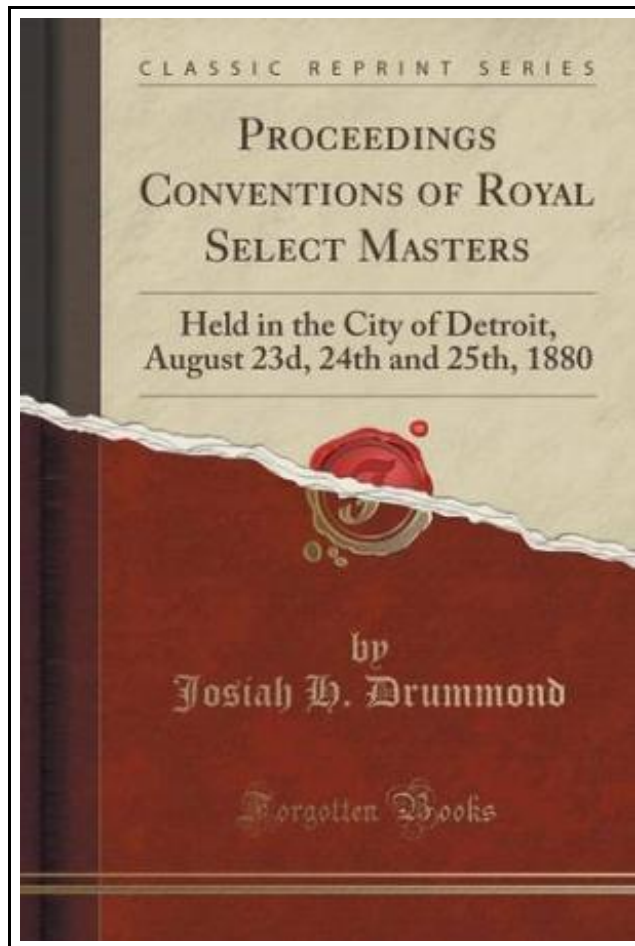 CLASSIC REPRINT SERIES
PROCEEDINGS
CONVENTIONS OF ROYAL
SELECT MASTERS
Held in the City of Detroit,
August 23d, 24th and 25th, 1880
by
Josiah H. Drummond
Forgotten Books